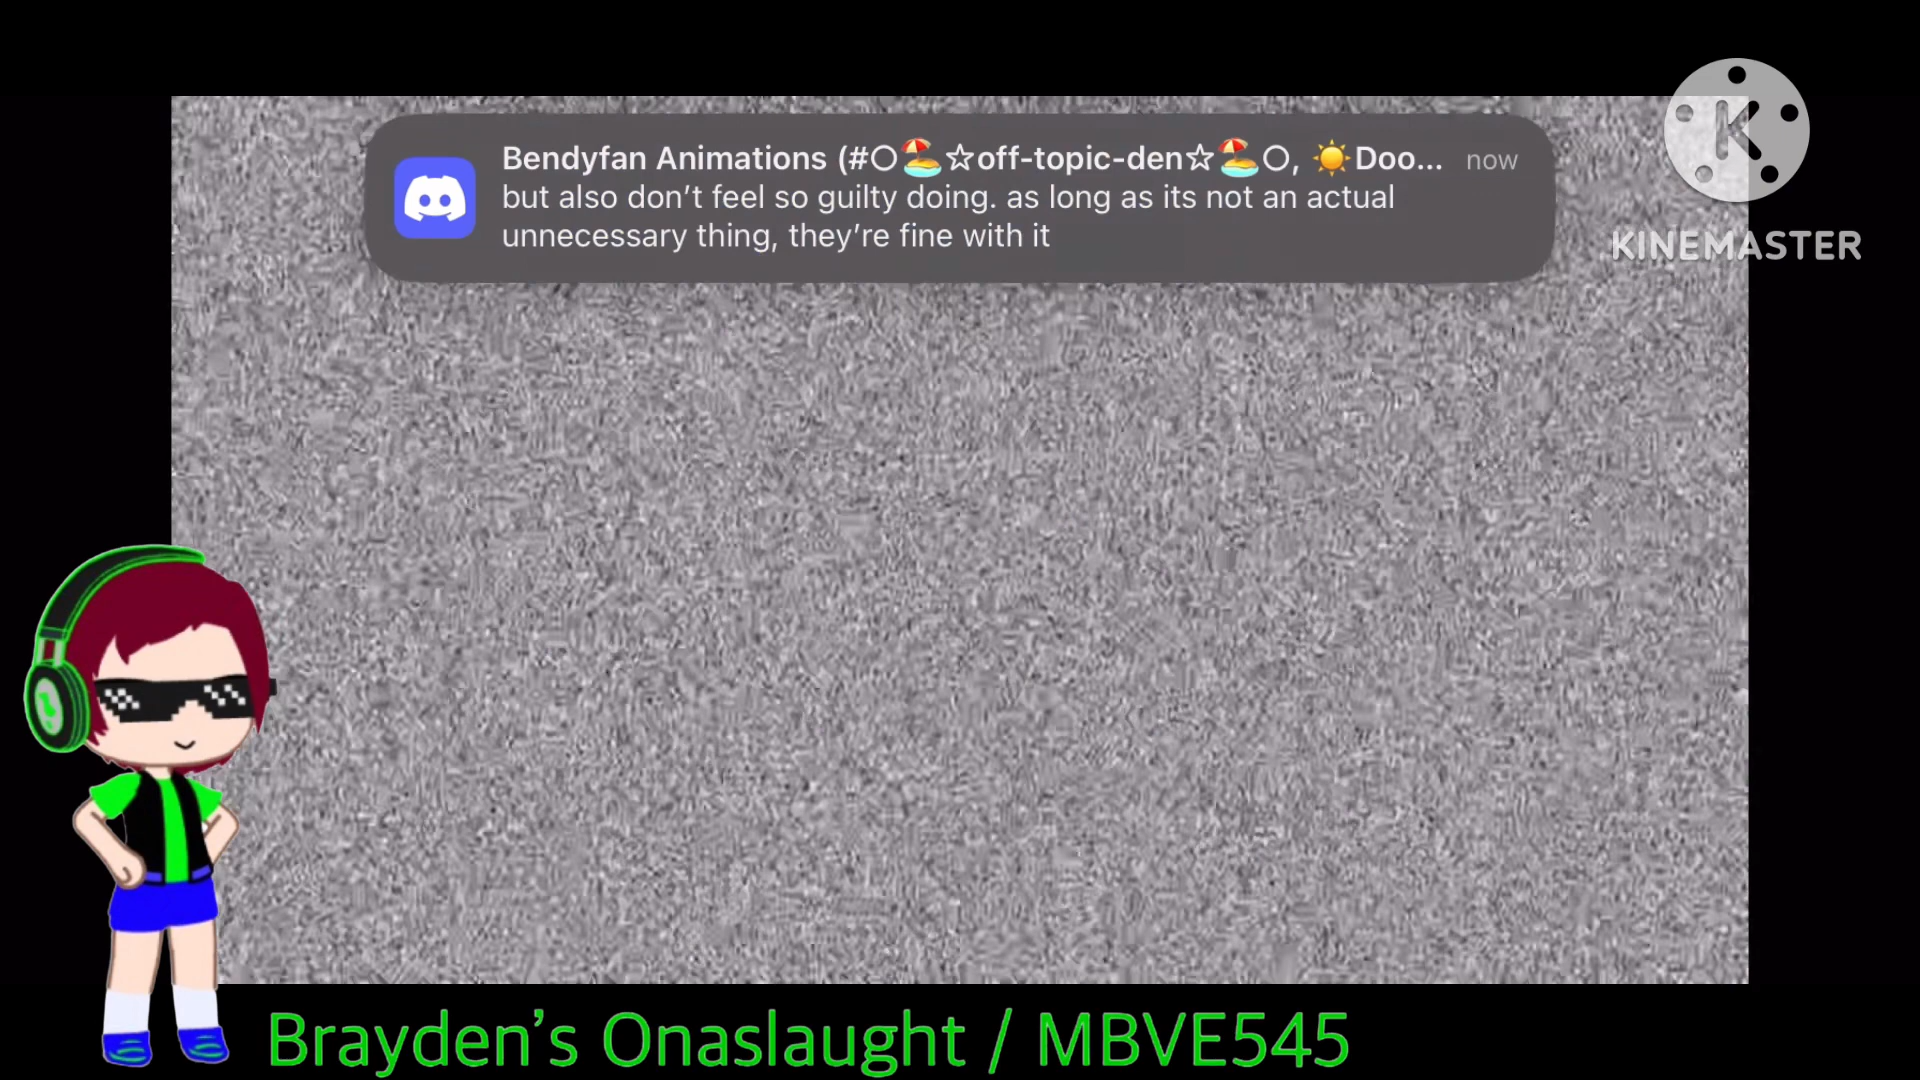 Bendyfan Animations (#○🏖️☆off-topic-den☆🏖️○, ☀️Doo... now
but also don’t feel so guilty doing. as long as its not an actual
unnecessary thing, they’re fine with it
K
KINEMASTER
Brayden’s Onaslaught / MBVE545